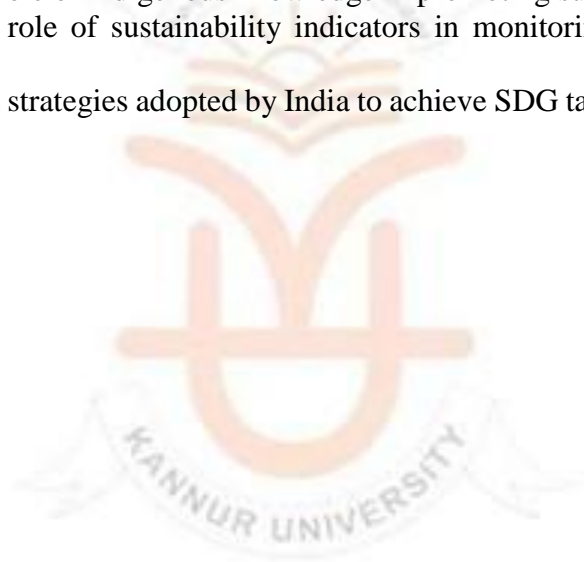 role of sustainability indicators in monitori
strategies adopted by India to achieve SDG ta
KANNUR UNIVERSITY